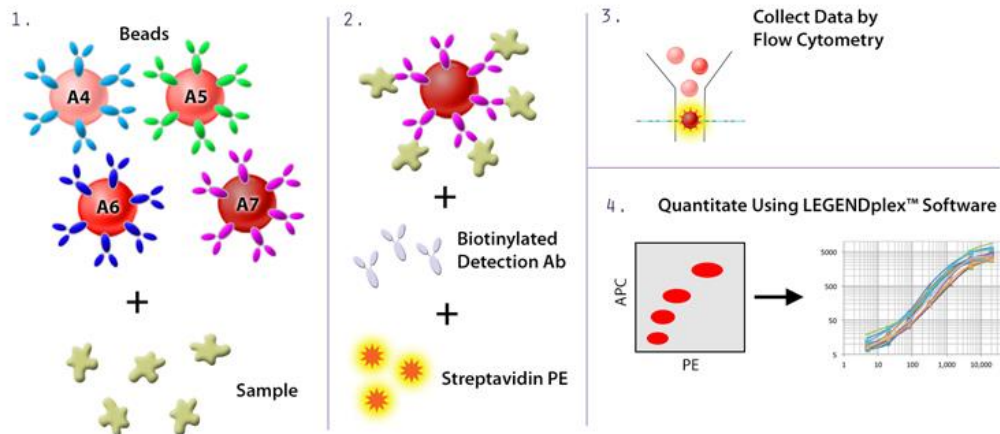 1.
Beads
A4
A5
A6
A7
+
Sample
2.
+
Biotinylated
Detection Ab
+
Streptavidin PE
3.
Collect Data by
Flow Cytometry
4.
Quantitate Using LEGENDplex™ Software
APC
PE
5000
500
50
5
1
10
100
1,000
10,000